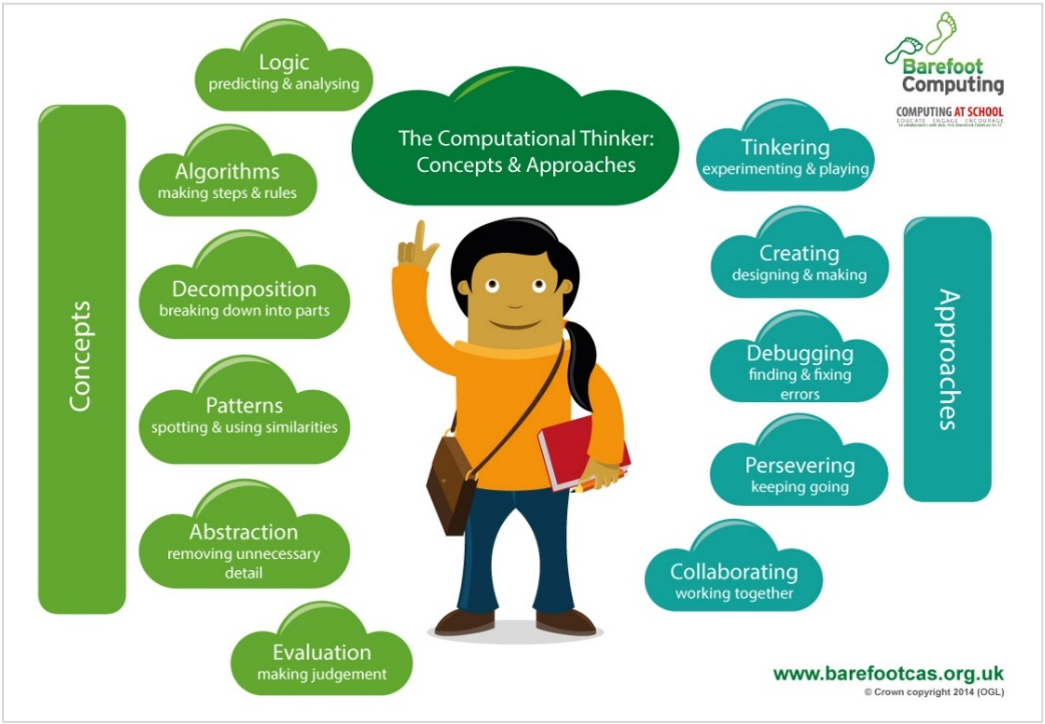 The Computational Thinker:
Concepts & Approaches
Concepts
Logic
predicting & analysing
Algorithms
making steps & rules
Decomposition
breaking down into parts
Patterns
spotting & using similarities
Abstraction
removing unnecessary
detail
Evaluation
making judgement
Approaches
Tinkering
experimenting & playing
Creating
designing & making
Debugging
finding & fixing
errors
Persevering
keeping going
Collaborating
working together
Barefoot
Computing
COMPUTING AT SCHOOL
EDUCATE · ENGAGE · ENCOURAGE
www.barefootcas.org.uk
© Crown copyright 2014 (OGL)